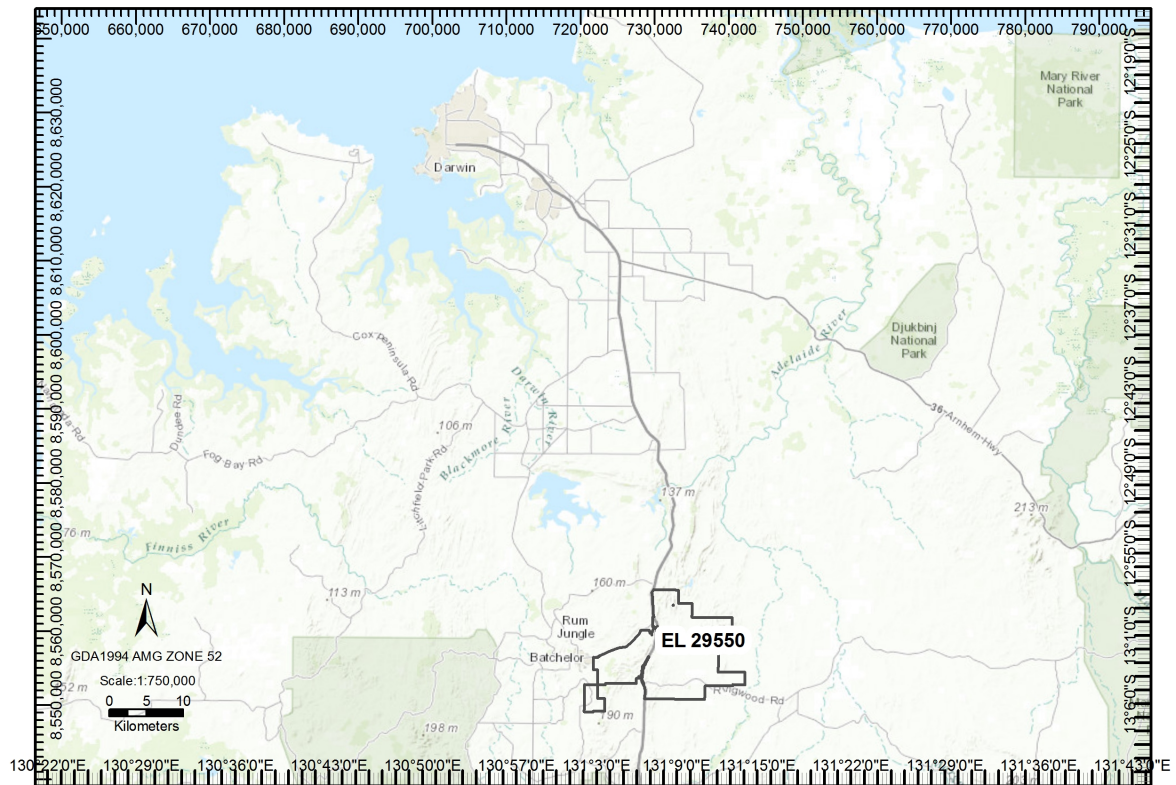 650,000 660,000 670,000 680,000 690,000 700,000 710,000 720,000 730,000 740,000 750,000 760,000 770,000 780,000 790,000
12°19'0"S
12°25'0"S
12°31'0"S
12°37'0"S
12°43'0"S
12°49'0"S
12°55'0"S
13°1'0"S
13°6'0"S
8,630,000
8,620,000
8,610,000
8,600,000
8,590,000
8,580,000
8,570,000
8,560,000
8,550,000
Mary River
National
Park
Darwin
Djukbinj
National
Park
Adelaide River
Cox Peninsula Rd
Darwin River
Blackmore River
106 m
Dundee Rd
Fog Bay Rd
Litchfield Park Rd
36-Arnhem Hwy
137 m
213 m
Finniss River
76 m
113 m
160 m
Rum
Jungle
Batchelor
EL 29550
Ringwood Rd
190 m
198 m
52 m
N
GDA1994 AMG ZONE 52
Scale:1:750,000
0 5 10
Kilometers
130°29'0"E 130°36'0"E 130°43'0"E 130°50'0"E 130°57'0"E 131°3'0"E 131°9'0"E 131°15'0"E 131°22'0"E 131°29'0"E 131°36'0"E 131°43'0"E